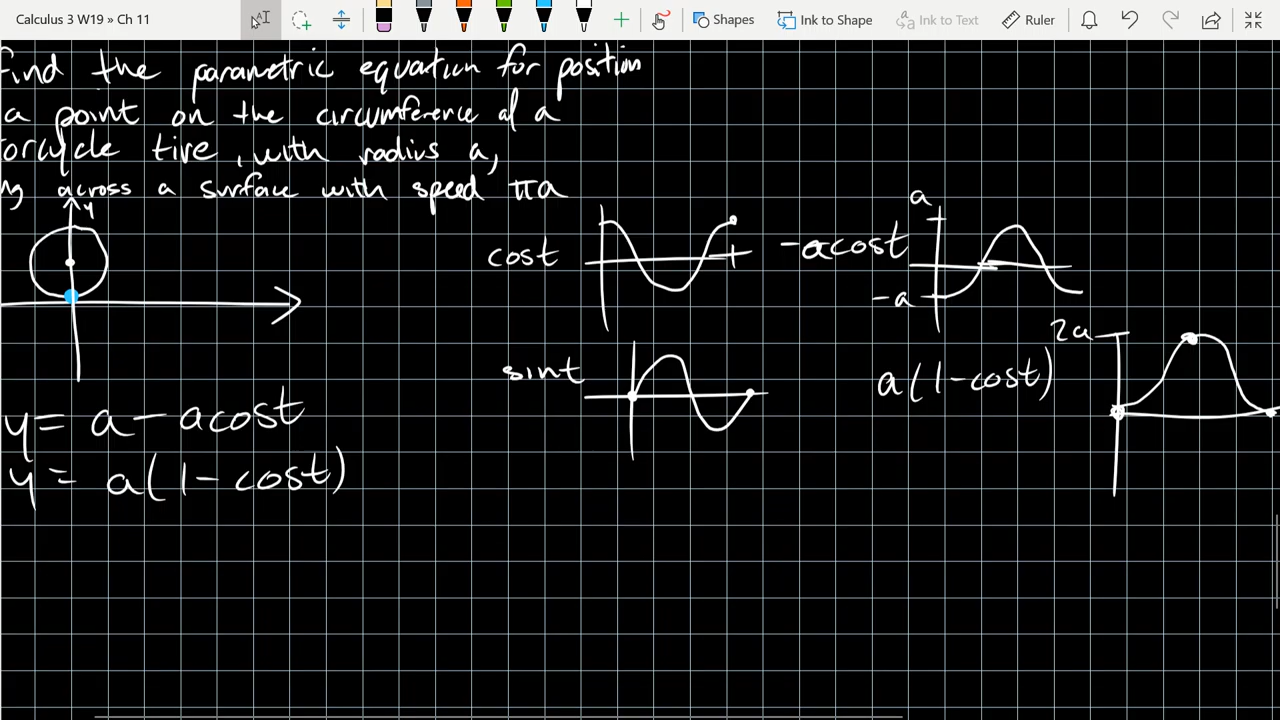 Calculus 3 W19 » Ch 11
Shapes
Ink to Shape
Ink to Text
Ruler
find the parametric equation for position
a point on the circumference of a
orcycle tire, with radius a,
g across a surface with speed πa
y
cost
-acost
a
-a
sint
a(1-cost)
2a
y = a - acost
y = a(1 - cost)